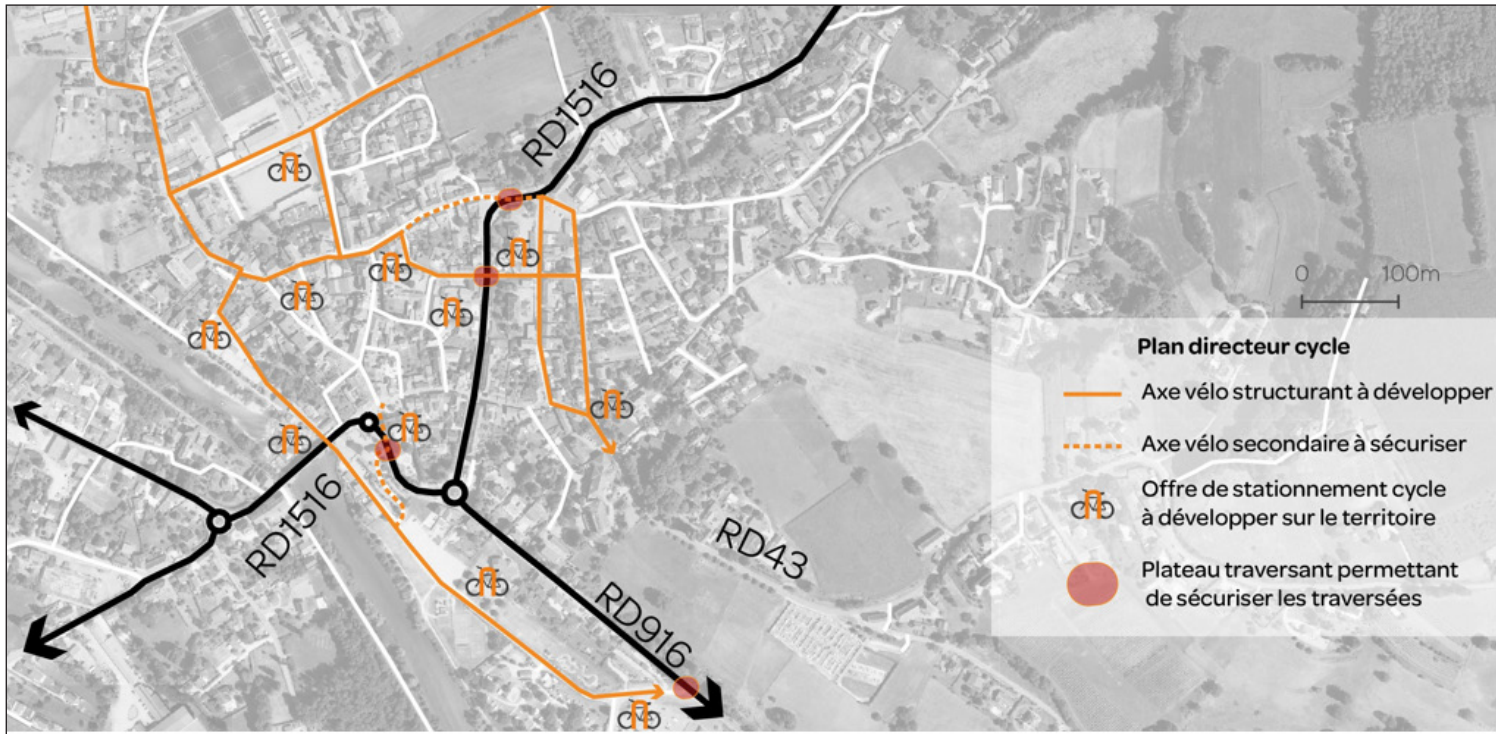 RD1516
0 100m
Plan directeur cycle
Axe vélo structurant à développer
Axe vélo secondaire à sécuriser
Offre de stationnement cycle
à développer sur le territoire
Plateau traversant permettant
de sécuriser les traversées
RD1516
RD43
RD916